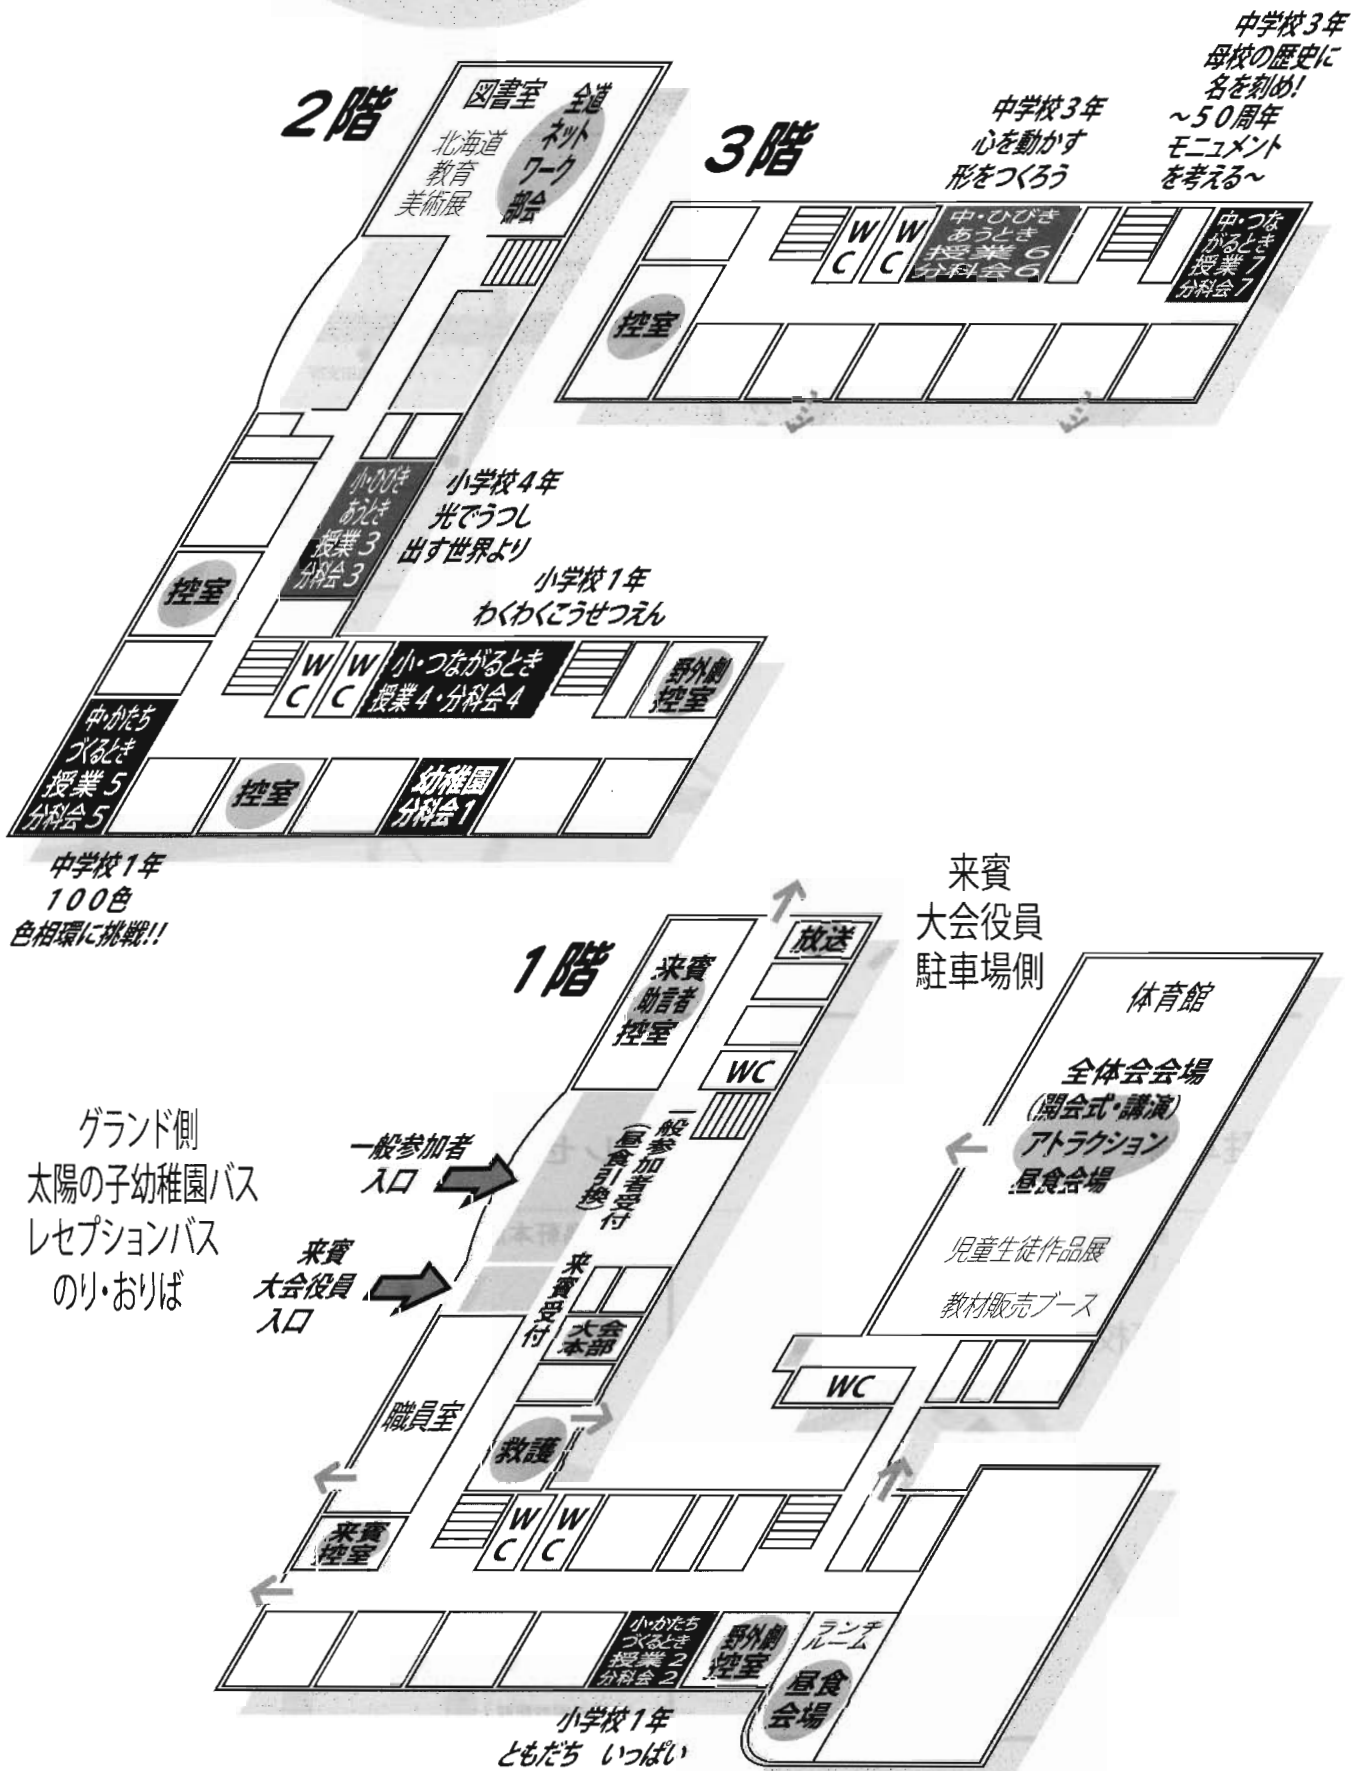 2階
図書室
北海道
教育
美術展
全道
ネット
ワーク
部会
小・ひびき
あうとき
授業3
分科会3
小学校4年
光でうつし
出す世界より
控室
小学校1年
わくわくこうせつえん
WC
WC
小・つながるとき
授業4・分科会4
野外劇
控室
中・かたち
づくるとき
授業5
分科会5
控室
幼稚園
分科会1
中学校1年
100色
色相環に挑戦!!
3階
中学校3年
心を動かす
形をつくろう
中学校3年
母校の歴史に
名を刻め!
～50周年
モニュメント
を考える～
WC
WC
中・ひびき
あうとき
授業6
分科会6
中・つな
がるとき
授業7
分科会7
控室
1階
来賓
助言者
控室
放送
WC
来賓
大会役員
駐車場側
グランド側
太陽の子幼稚園バス
レセプションバス
のり・おりば
一般参加者
入口
一般参加者受付
(昼食引換)
来賓
大会役員
入口
来賓受付
大会
本部
職員室
救護
来賓
控室
WC
WC
体育館
全体会会場
(開会式・講演)
アトラクション
昼食会場
児童生徒作品展
教材販売ブース
WC
小・かたち
づくるとき
授業2
分科会2
野外劇
控室
ランチ
ルーム
昼食
会場
小学校1年
ともだち いっぱい